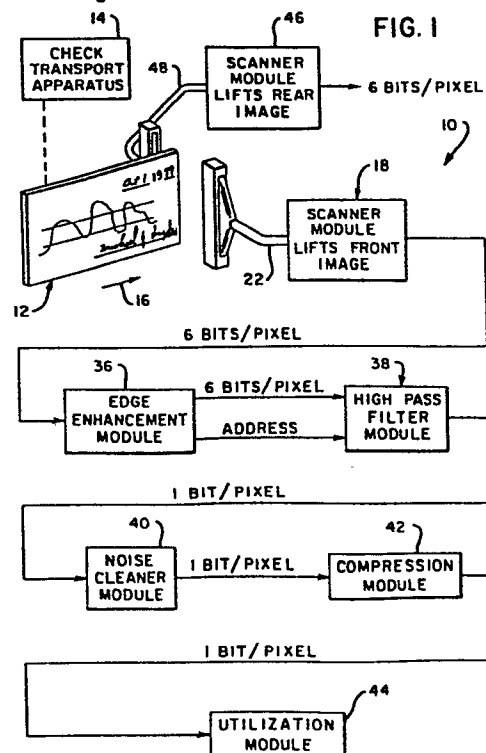 FIG. 1
14
46
CHECK
TRANSPORT
APPARATUS
48
SCANNER
MODULE
LIFTS REAR
IMAGE
6 BITS/PIXEL
10
18
SCANNER
MODULE
LIFTS FRONT
IMAGE
22
12
16
6 BITS/PIXEL
36
EDGE
ENHANCEMENT
MODULE
6 BITS/PIXEL
ADDRESS
38
HIGH PASS
FILTER
MODULE
1 BIT/PIXEL
40
NOISE
CLEANER
MODULE
1 BIT/PIXEL
42
COMPRESSION
MODULE
1 BIT/PIXEL
44
UTILIZATION
MODULE